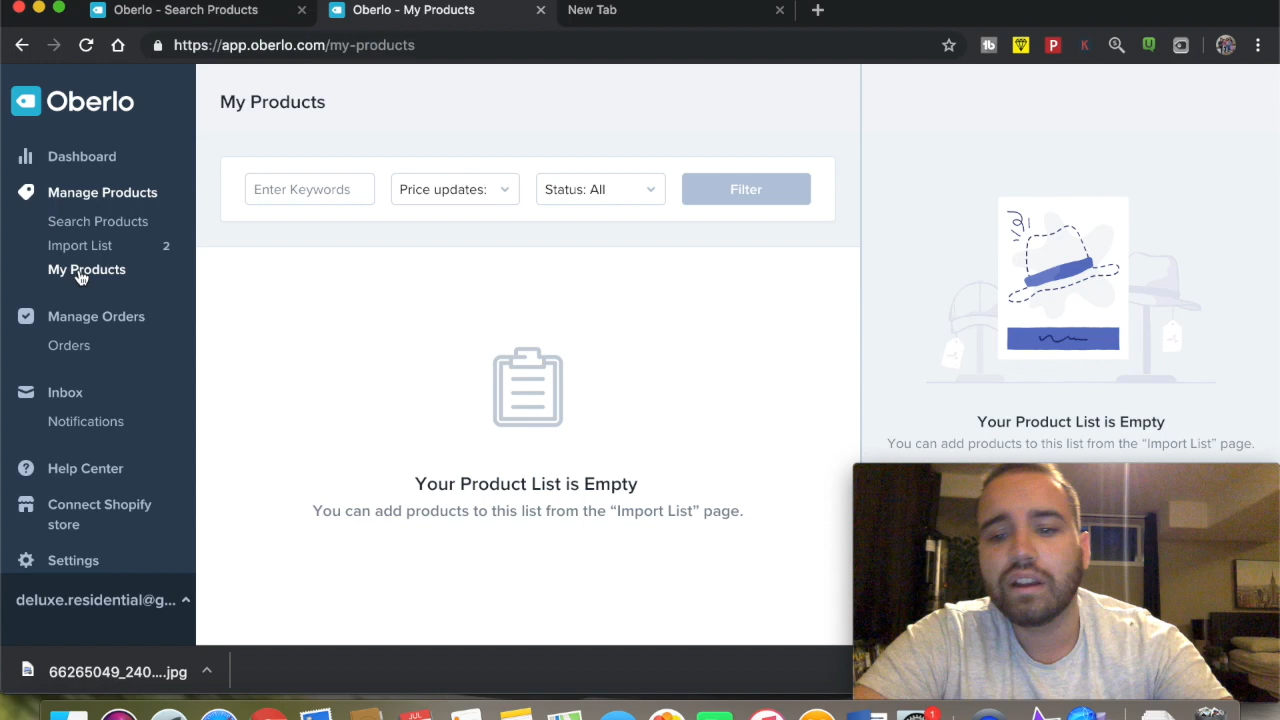 Oberlo - Search Products
Oberlo - My Products
New Tab
https://app.oberlo.com/my-products
Oberlo
Dashboard
Manage Products
Search Products
Import List 2
My Products
Manage Orders
Orders
Inbox
Notifications
Help Center
Connect Shopify
store
Settings
deluxe.residential@g...
My Products
Enter Keywords
Price updates:
Status: All
Filter
Your Product List is Empty
You can add products to this list from the “Import List” page.
Your Product List is Empty
You can add products to this list from the “Import List” page.
66265049_240....jpg
JUL
1